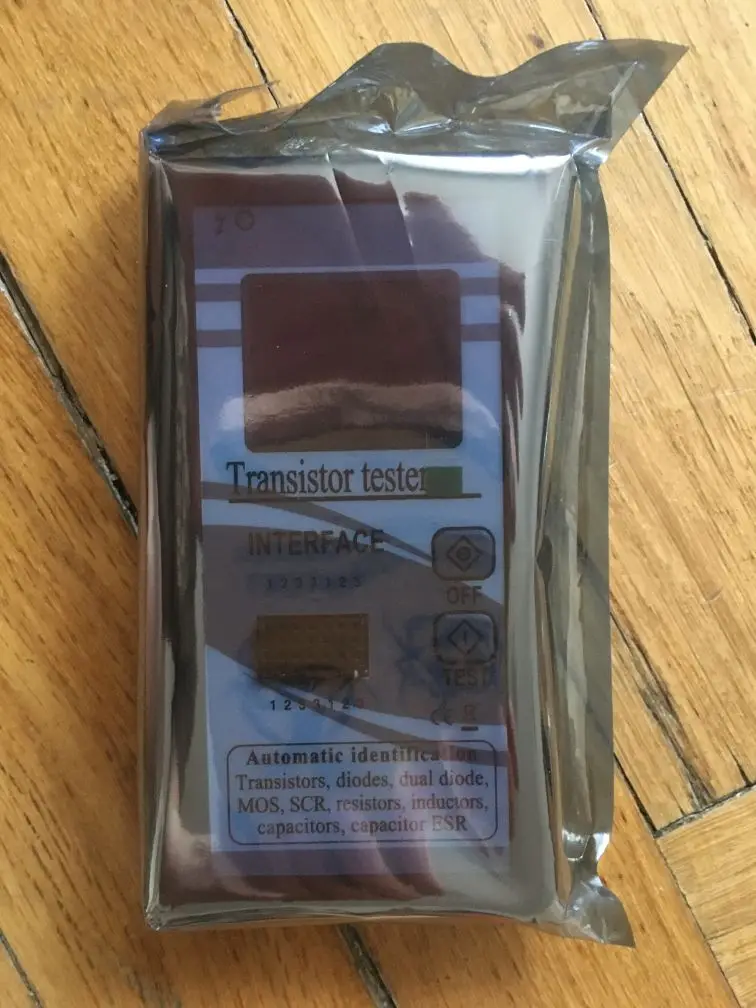 Transistor tester
INTERFACE
1 2 3 3 1 2 3
OFF
TEST
1 2 3 3 1 2
CE
Automatic identification
Transistors, diodes, dual diode,
MOS, SCR, resistors, inductors,
capacitors, capacitor ESR